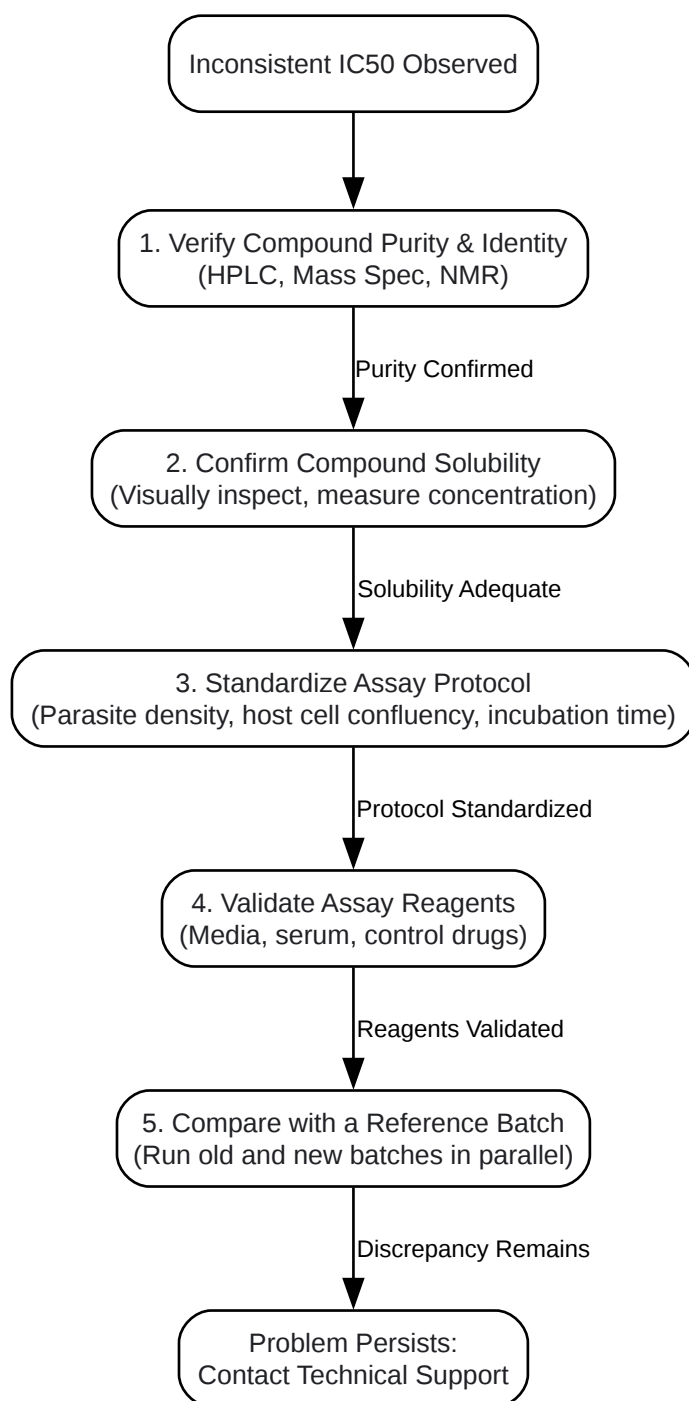 Inconsistent IC50 Observed
1. Verify Compound Purity & Identity
(HPLC, Mass Spec, NMR)
Purity Confirmed
2. Confirm Compound Solubility
(Visually inspect, measure concentration)
Solubility Adequate
3. Standardize Assay Protocol
(Parasite density, host cell confluency, incubation time)
Protocol Standardized
4. Validate Assay Reagents
(Media, serum, control drugs)
Reagents Validated
5. Compare with a Reference Batch
(Run old and new batches in parallel)
Discrepancy Remains
Problem Persists:
Contact Technical Support